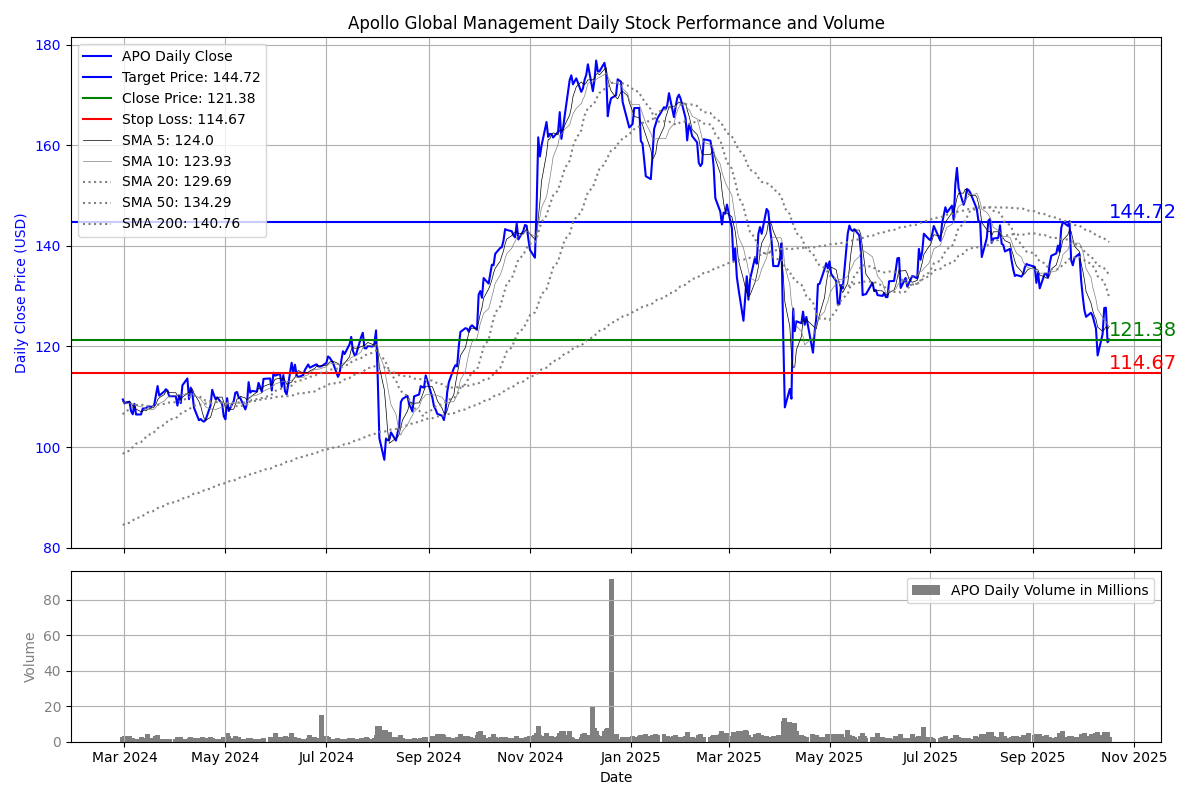 Apollo Global Management Daily Stock Performance and Volume
180
160
140
120
100
80
Daily Close Price (USD)
APO Daily Close
Target Price: 144.72
Close Price: 121.38
Stop Loss: 114.67
SMA 5: 124.0
SMA 10: 123.93
SMA 20: 129.69
SMA 50: 134.29
SMA 200: 140.76
144.72
121.38
114.67
80
60
40
20
0
Volume
APO Daily Volume in Millions
Mar 2024 May 2024 Jul 2024 Sep 2024 Nov 2024 Jan 2025 Mar 2025 May 2025 Jul 2025 Sep 2025 Nov 2025
Date